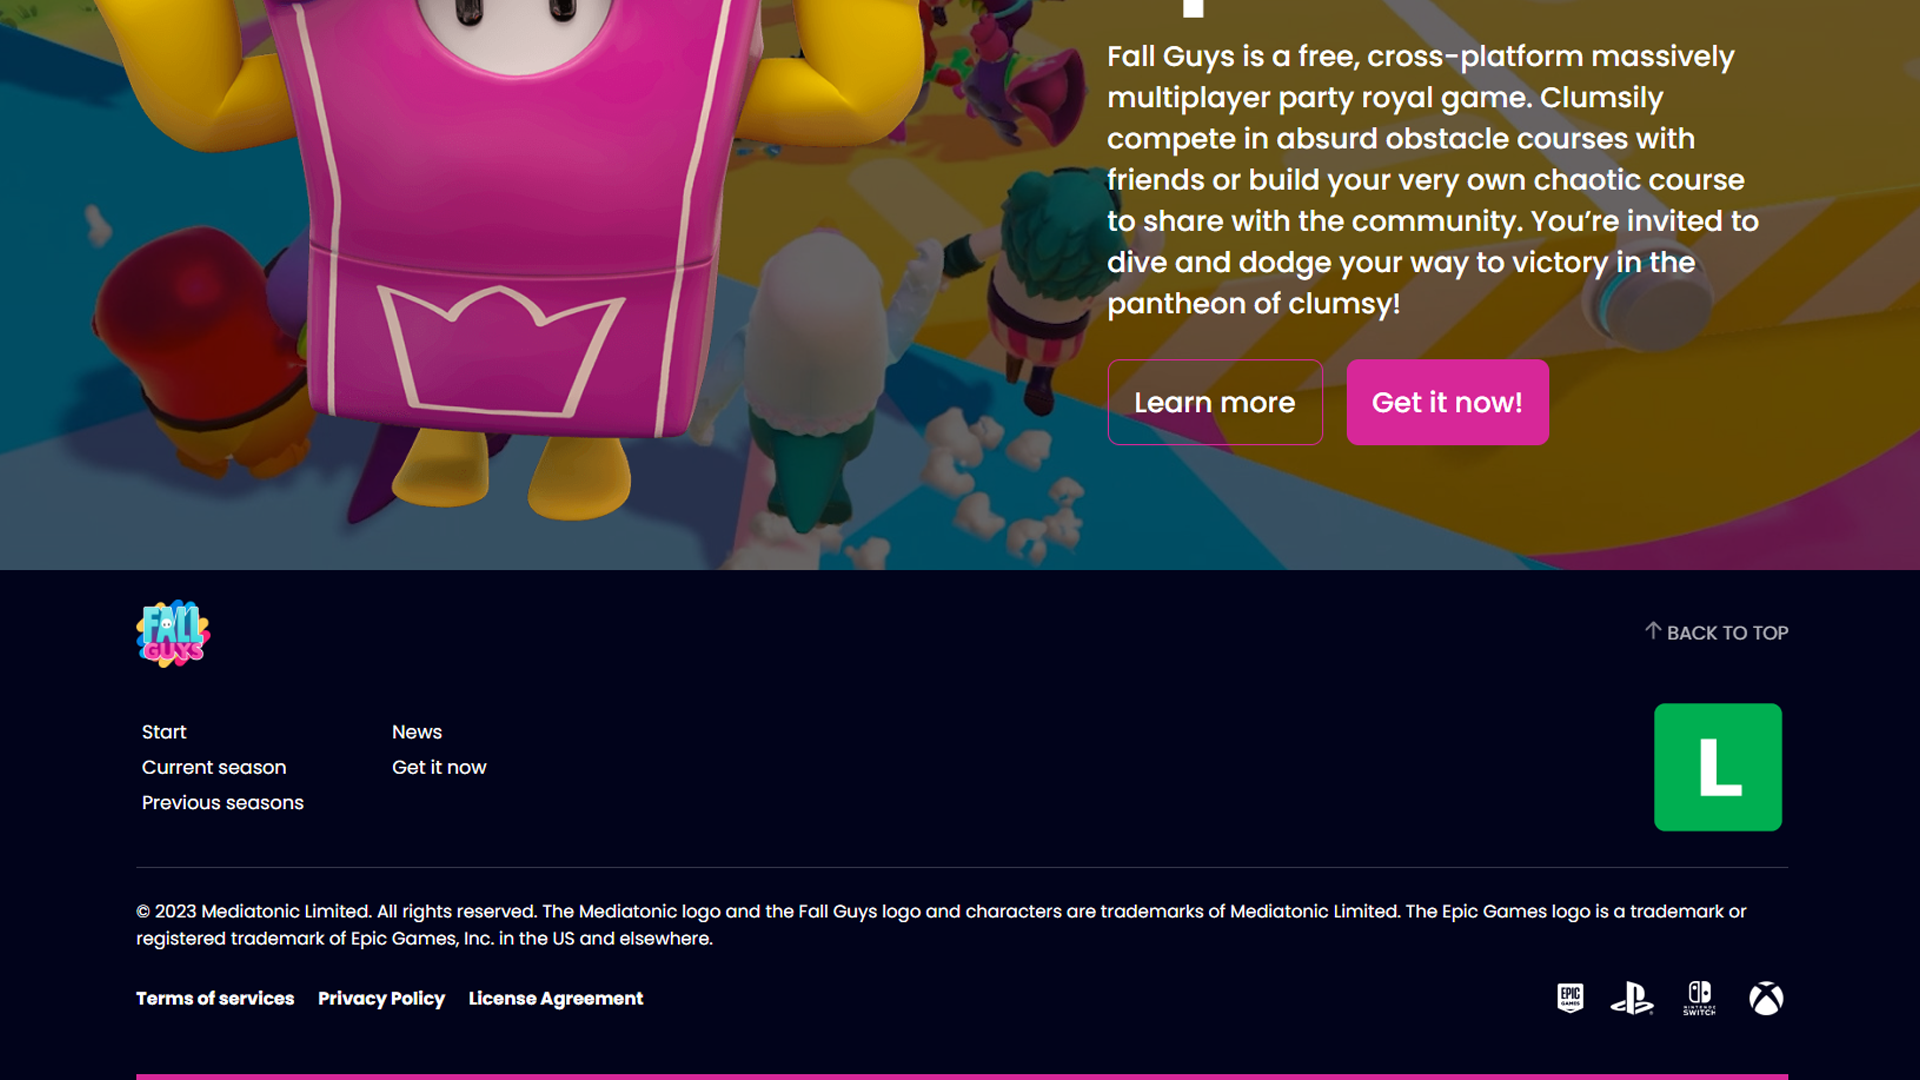 Fall Guys is a free, cross-platform massively
multiplayer party royal game. Clumsily
compete in absurd obstacle courses with
friends or build your very own chaotic course
to share with the community. You’re invited to
dive and dodge your way to victory in the
pantheon of clumsy!
Learn more
Get it now!
FALL
GUYS
↑ BACK TO TOP
Start
Current season
Previous seasons
News
Get it now
L
© 2023 Mediatonic Limited. All rights reserved. The Mediatonic logo and the Fall Guys logo and characters are trademarks of Mediatonic Limited. The Epic Games logo is a trademark or
registered trademark of Epic Games, Inc. in the US and elsewhere.
Terms of services
Privacy Policy
License Agreement
EPIC
GAMES
NINTENDO
SWITCH